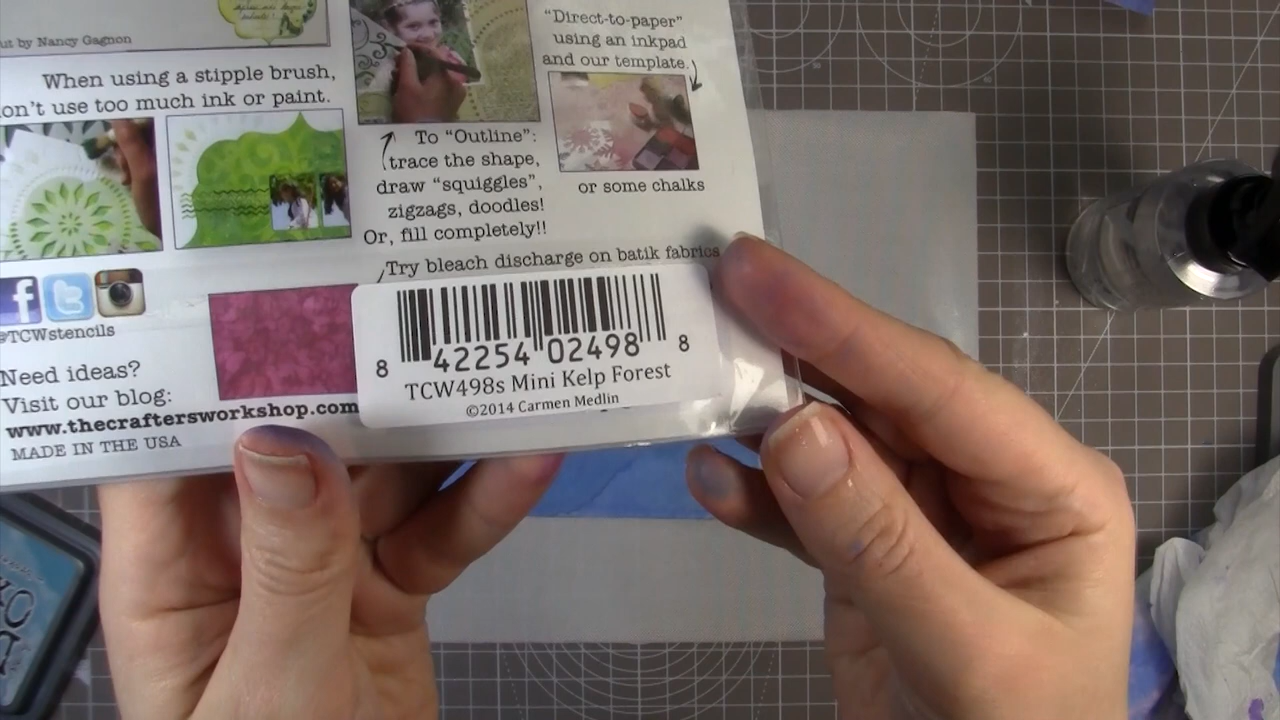 ut by Nancy Gagnon
When using a stipple brush,
on't use too much ink or paint.
To "Outline":
trace the shape,
draw "squiggles",
zigzags, doodles!
Or, fill completely!!
"Direct-to-paper"
using an inkpad
and our template.
or some chalks
Try bleach discharge on batik fabrics
f
@TCWstencils
Need ideas?
Visit our blog:
www.thecraftersworkshop.com
MADE IN THE USA
8 42254 02498 8
TCW498s Mini Kelp Forest
©2014 Carmen Medlin